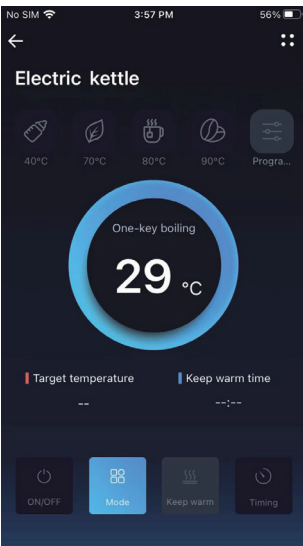 No SIM 3:57 PM 56%
Electric kettle
40°C 70°C 80°C 90°C Progra...
One-key boiling
29 °C
Target temperature Keep warm time
-- --:--
ON/OFF Mode Keep warm Timing